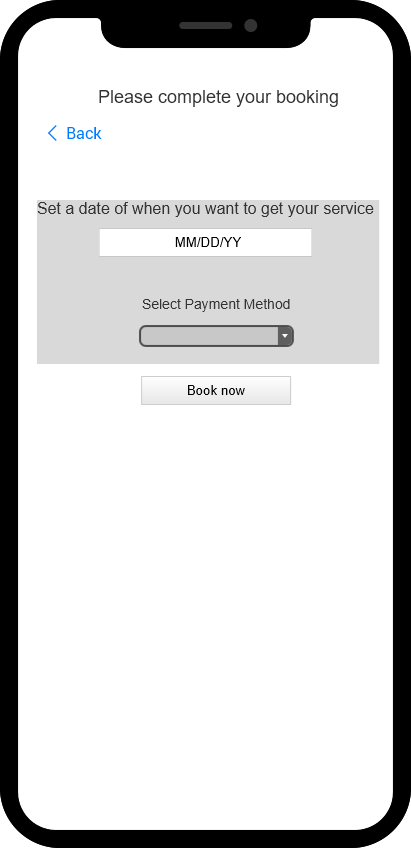 Please complete your booking
Back
Set a date of when you want to get your service
MM/DD/YY
Select Payment Method
Book now